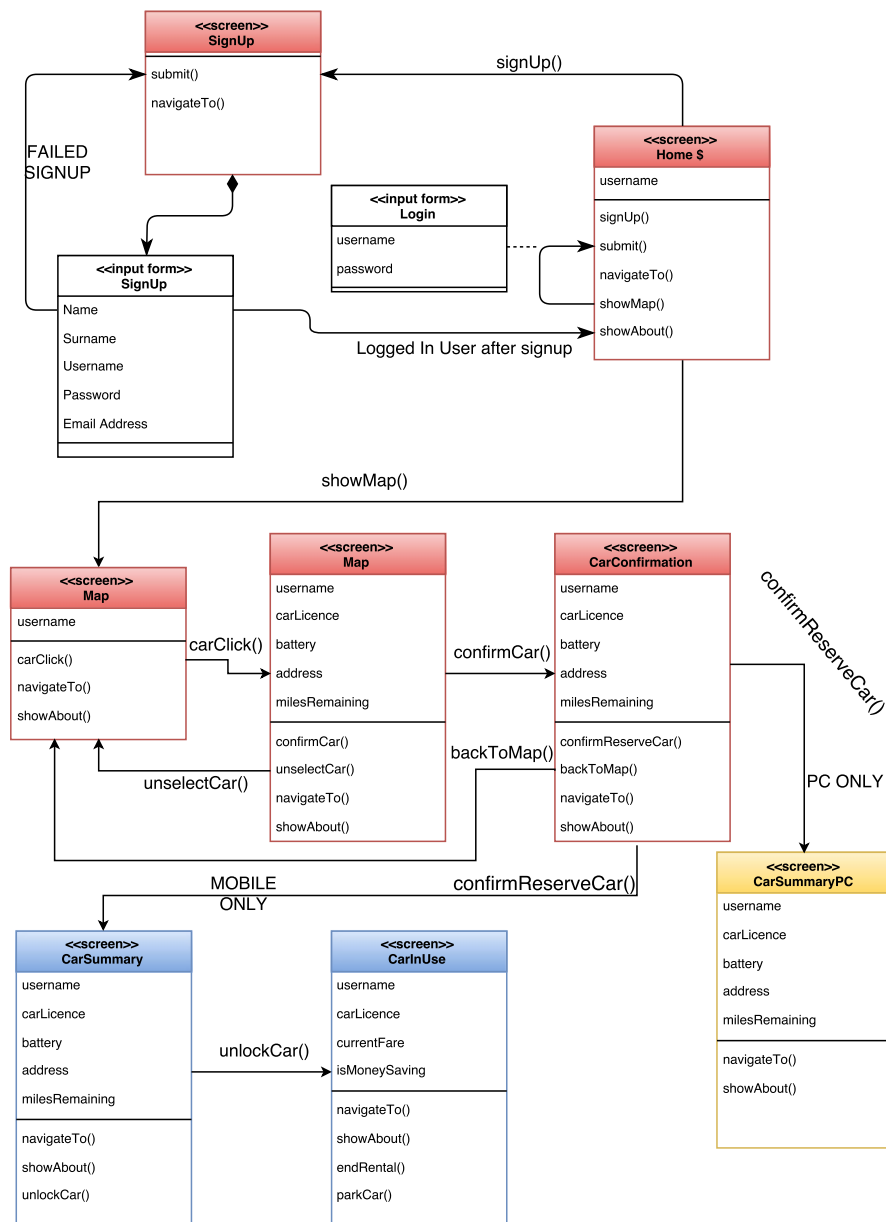 <<screen>>
SignUp
submit()
navigateTo()
signUp()
FAILED
SIGNUP
<<screen>>
Home $
username
signUp()
submit()
navigateTo()
showMap()
showAbout()
<<input form>>
Login
username
password
<<input form>>
SignUp
Name
Surname
Username
Password
Email Address
Logged In User after signup
showMap()
<<screen>>
Map
username
carClick()
navigateTo()
showAbout()
carClick()
unselectCar()
<<screen>>
Map
username
carLicence
battery
address
milesRemaining
confirmCar()
unselectCar()
navigateTo()
showAbout()
confirmCar()
backToMap()
<<screen>>
CarConfirmation
username
carLicence
battery
address
milesRemaining
confirmReserveCar()
backToMap()
navigateTo()
showAbout()
confirmReserveCar()
PC ONLY
<<screen>>
CarSummaryPC
username
carLicence
battery
address
milesRemaining
navigateTo()
showAbout()
MOBILE
ONLY
confirmReserveCar()
<<screen>>
CarSummary
username
carLicence
battery
address
milesRemaining
navigateTo()
showAbout()
unlockCar()
unlockCar()
<<screen>>
CarInUse
username
carLicence
currentFare
isMoneySaving
navigateTo()
showAbout()
endRental()
parkCar()